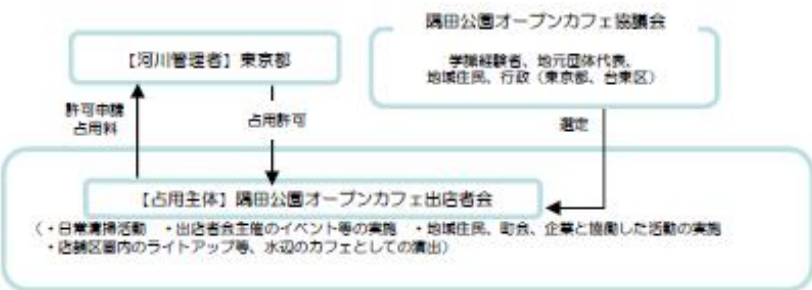 隅田公園オープンカフェ協議会
【河川管理者】東京都
学識経験者、地元団体代表、
地域住民、行政（東京都、台東区）
許可申請
占用料
占用許可
選定
【占用主体】隅田公園オープンカフェ出店者会
（・日常清掃活動　・出店者会主催のイベント等の実施　・地域住民、町会、企業と協働した活動の実施
・店舗区画内のライトアップ等、水辺のカフェとしての演出）